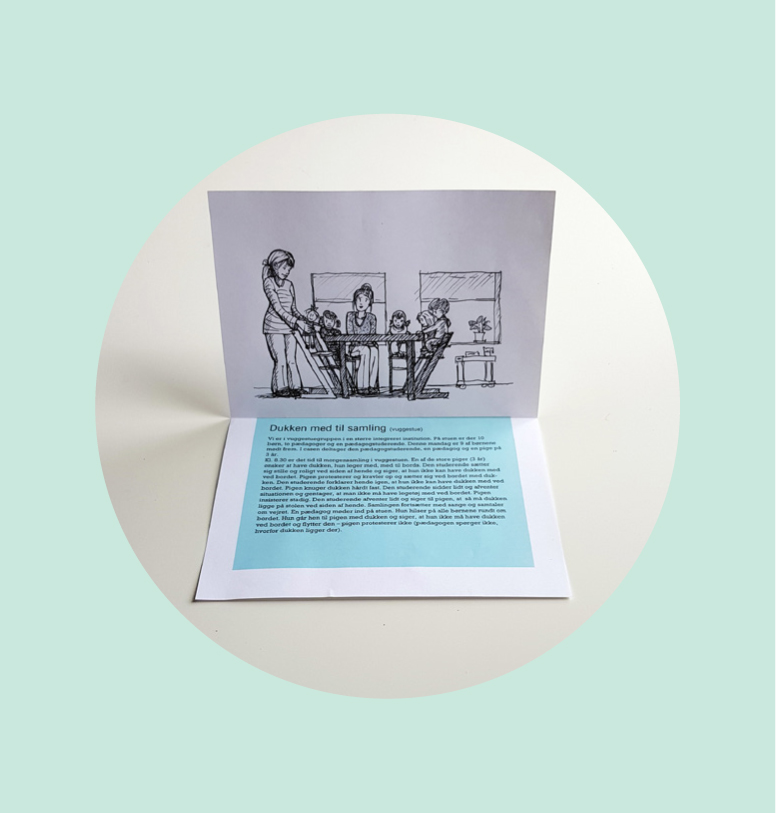 Dukken med til samling (vuggestue)
Vi er i vuggestuegruppen i en større integreret institution. På stuen er der 10
børn, to pædagoger og en pædagogstuderende. Denne mandag er 9 af børnene
mødt frem. I casen deltager den pædagogstuderende, en pædagog og en pige på
3 år.
Kl. 8.30 er det tid til morgensamling i vuggestuen. En af de store piger (3 år)
ønsker at have dukken, hun leger med, med til bords. Den studerende sætter
sig stille og roligt ved siden af hende og siger, at hun ikke kan have dukken med
ved bordet. Pigen protesterer og kravler op og sætter sig ved bordet med duk-
ken. Den studerende forklarer hende igen, at hun ikke kan have dukken med ved
bordet. Pigen knuger dukken hårdt fast. Den studerende sidder lidt og afventer
situationen og gentager, at man ikke må have legetøj med ved bordet. Pigen
insisterer stadig. Den studerende afventer lidt og siger til pigen, at så må dukken
ligge på stolen ved siden af hende. Samlingen fortsætter med sange og samtaler
om vejret. En pædagog møder ind på stuen. Hun hilser på alle børnene rundt om
bordet. Hun går hen til pigen med dukken og siger, at hun ikke må have dukken
ved bordet og flytter den – pigen protesterer ikke (pædagogen spørger ikke,
hvorfor dukken ligger der).